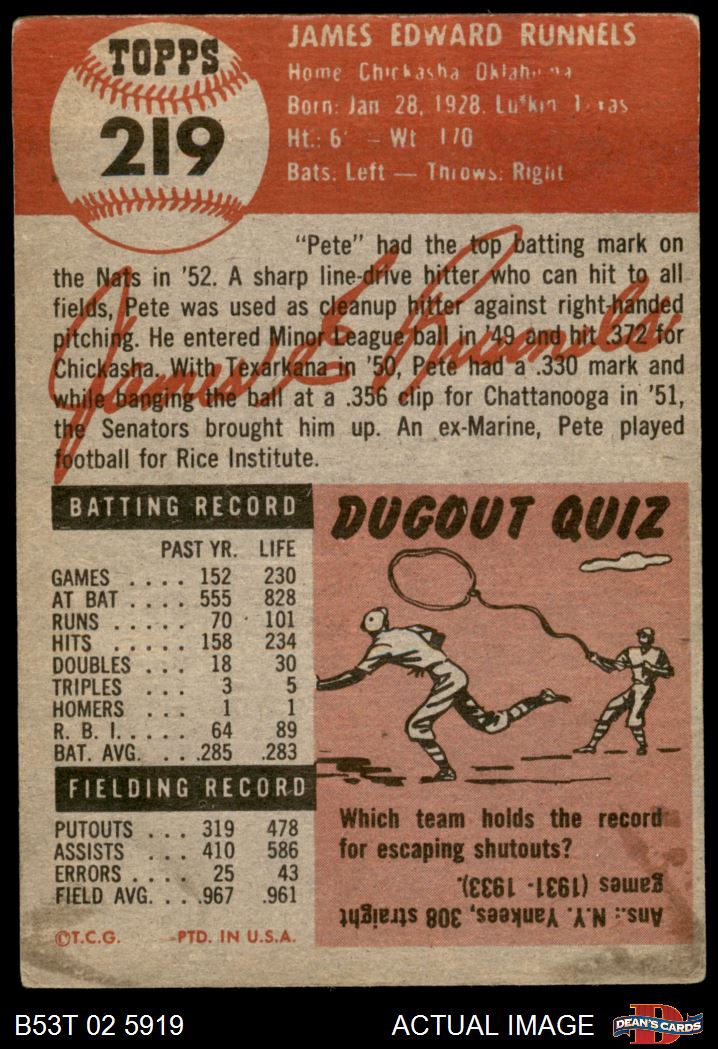 TOPPS
219
JAMES EDWARD RUNNELS
Home: Chickasha
Born: Jan 28, 1928.
Ht.: 6' — Wt 170
Bats: Left — Throws: Right
"Pete" had the top batting mark on
the Nats in '52. A sharp line-drive hitter who can hit to all
fields, Pete was used as cleanup hitter against right-handed
pitching. He entered Minor League ball in '49 and hit .372 for
Chickasha. With Texarkana in '50, Pete had a .330 mark and
while banging the ball at a .356 clip for Chattanooga in '51,
the Senators brought him up. An ex-Marine, Pete played
football for Rice Institute.
James E Runnels
BATTING RECORD
PAST YR. LIFE
GAMES .... 152 230
AT BAT .... 555 828
RUNS ..... 70 101
HITS ..... 158 234
DOUBLES ... 18 30
TRIPLES ... 3 5
HOMERS ... 1 1
R. B. I..... 64 89
BAT. AVG. ... .285 .283
FIELDING RECORD
PUTOUTS ... 319 478
ASSISTS ... 410 586
ERRORS .... 25 43
FIELD AVG. ... .967 .961
©T.C.G. PTD. IN U.S.A.
DUGOUT QUIZ
Which team holds the record
for escaping shutouts?
Ans.: N.Y. Yankees, 308 straight
games (1931-1933).
B53T 02 5919
ACTUAL IMAGE
D
DEAN'S CARDS